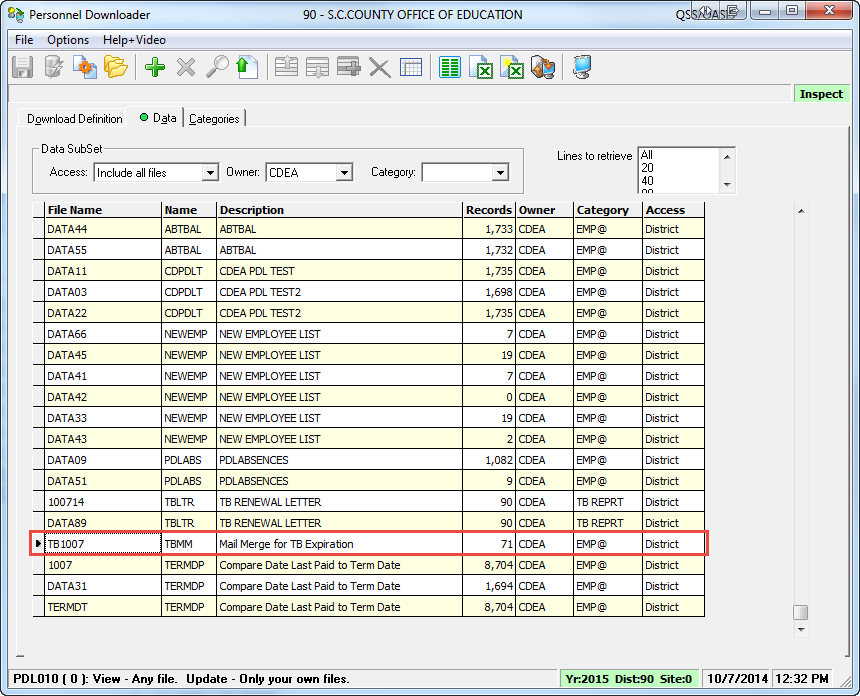 Personnel Downloader 90 - S.C.COUNTY OFFICE OF EDUCATION QSS/OASIS
File Options Help+Video
Inspect
Download Definition Data Categories
Data SubSet
Access: Include all files Owner: CDEA Category:
Lines to retrieve All
20
40
File Name Name Description Records Owner Category Access
DATA44 ABTBAL ABTBAL 1,733 CDEA EMP@ District
DATA55 ABTBAL ABTBAL 1,732 CDEA EMP@ District
DATA11 CDPDLT CDEA PDL TEST 1,735 CDEA EMP@ District
DATA03 CDPDLT CDEA PDL TEST2 1,698 CDEA EMP@ District
DATA22 CDPDLT CDEA PDL TEST2 1,735 CDEA EMP@ District
DATA66 NEWEMP NEW EMPLOYEE LIST 7 CDEA EMP@ District
DATA45 NEWEMP NEW EMPLOYEE LIST 19 CDEA EMP@ District
DATA41 NEWEMP NEW EMPLOYEE LIST 7 CDEA EMP@ District
DATA42 NEWEMP NEW EMPLOYEE LIST 0 CDEA EMP@ District
DATA33 NEWEMP NEW EMPLOYEE LIST 19 CDEA EMP@ District
DATA43 NEWEMP NEW EMPLOYEE LIST 2 CDEA EMP@ District
DATA09 PDLABS PDLABSENCES 1,082 CDEA EMP@ District
DATA51 PDLABS PDLABSENCES 9 CDEA EMP@ District
100714 TBLTR TB RENEWAL LETTER 90 CDEA TB REPRT District
DATA89 TBLTR TB RENEWAL LETTER 90 CDEA TB REPRT District
TB1007 TBMM Mail Merge for TB Expiration 71 CDEA EMP@ District
1007 TERMDP Compare Date Last Paid to Term Date 8,704 CDEA EMP@ District
DATA31 TERMDP Compare Date Last Paid to Term Date 1,694 CDEA EMP@ District
TERMDT TERMDP Compare Date Last Paid to Term Date 8,704 CDEA EMP@ District
PDL010 ( 0 ): View - Any file. Update - Only your own files. Yr:2015 Dist:90 Site:0 10/7/2014 12:32 PM